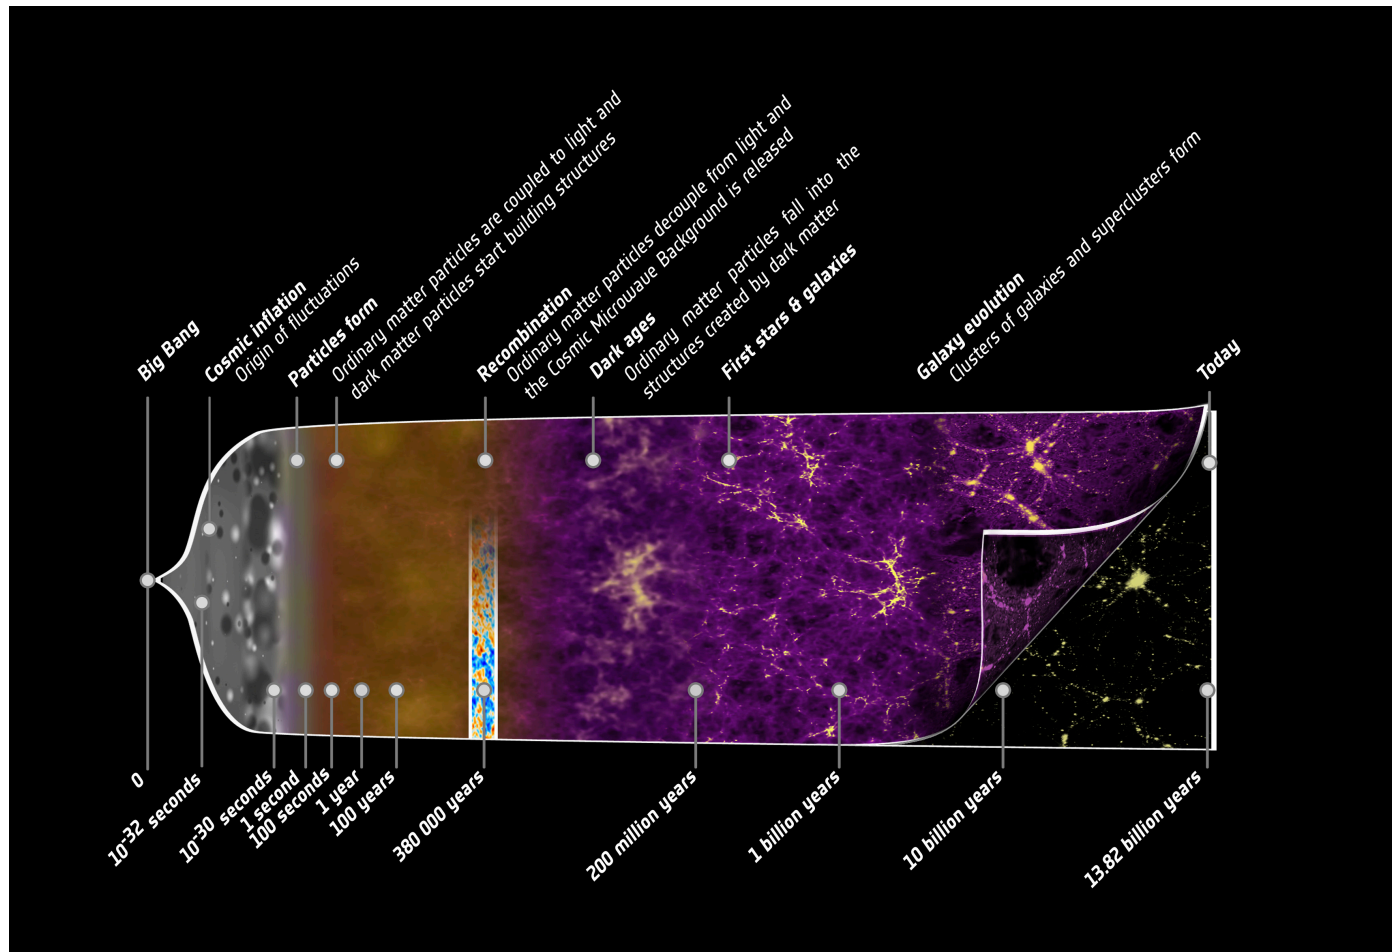 Big Bang
Cosmic inflation
Origin of fluctuations
Particles form
Ordinary matter particles are coupled to light and
dark matter particles start building structures
Recombination
Ordinary matter particles decouple from light and
the Cosmic Microwave Background is released
Dark ages
Ordinary matter particles fall into the
structures created by dark matter
First stars & galaxies
Galaxy evolution
Clusters of galaxies and superclusters form
Today
0
10-32 seconds
10-30 seconds
1 second
100 seconds
1 year
100 years
380 000 years
200 million years
1 billion years
10 billion years
13.82 billion years